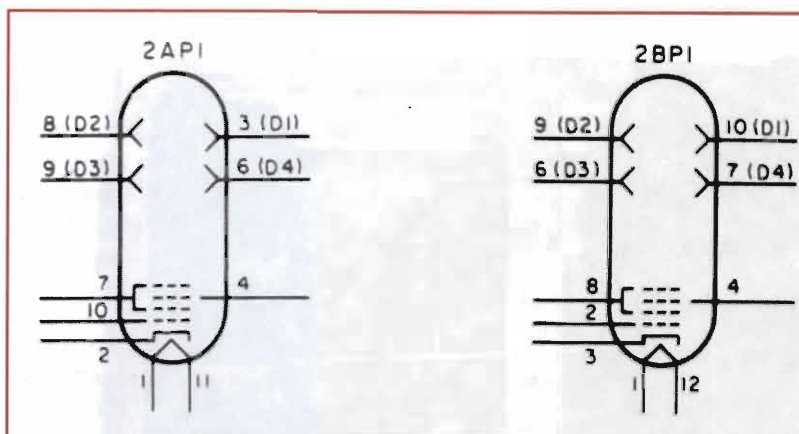 2AP1 2BP1
8 (D2) 3 (D1) 9 (D2) 10 (D1)
9 (D3) 6 (D4) 6 (D3) 7 (D4)
7 4 8 4
10 2
2 3
1 11 1 12